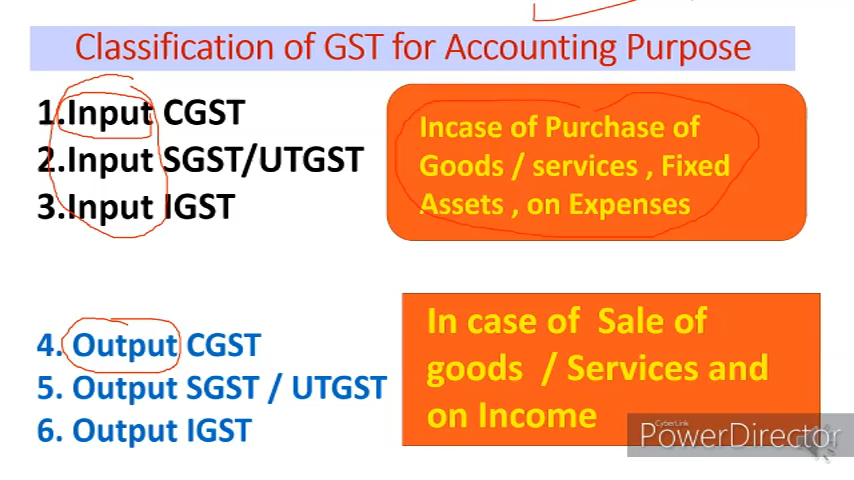 Classification of GST for Accounting Purpose
1.Input CGST
2.Input SGST/UTGST
3.Input IGST
Incase of Purchase of
Goods / services , Fixed
Assets , on Expenses
4. Output CGST
5. Output SGST / UTGST
6. Output IGST
In case of Sale of
goods / Services and
on Income
CyberLink
PowerDirector